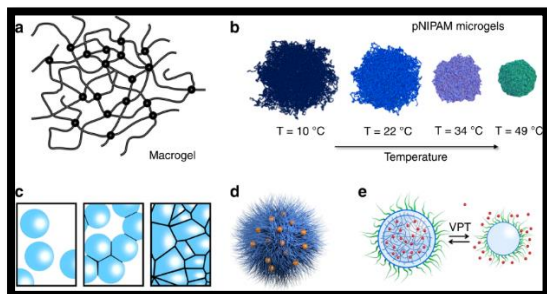 a
Macrogel
b
pNIPAM microgels
T = 10 °C
T = 22 °C
T = 34 °C
T = 49 °C
Temperature
c
d
e
VPT